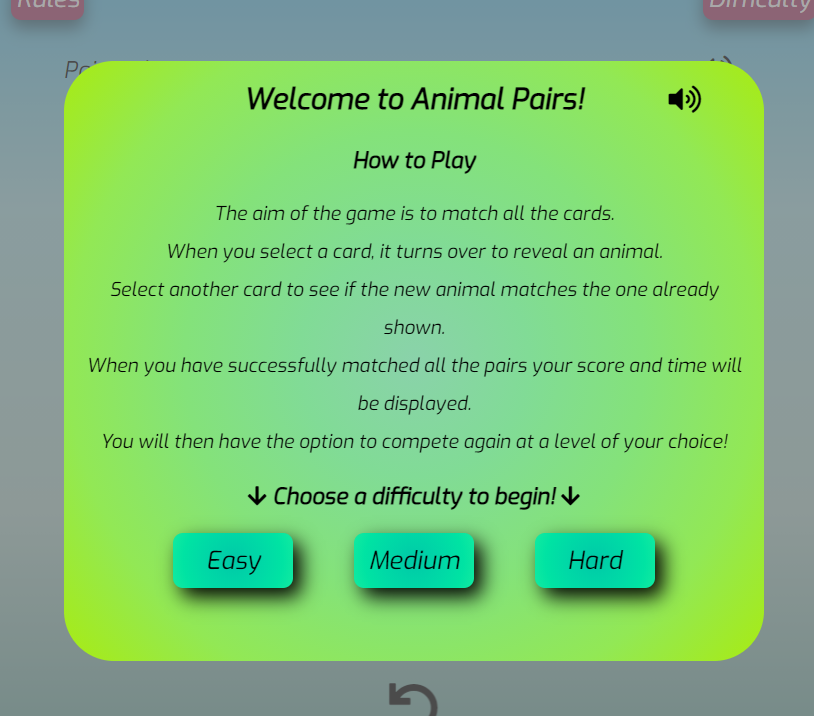 Rules
Difficulty
Welcome to Animal Pairs!
How to Play
The aim of the game is to match all the cards.
When you select a card, it turns over to reveal an animal.
Select another card to see if the new animal matches the one already
shown.
When you have successfully matched all the pairs your score and time will
be displayed.
You will then have the option to compete again at a level of your choice!
↓ Choose a difficulty to begin! ↓
Easy
Medium
Hard